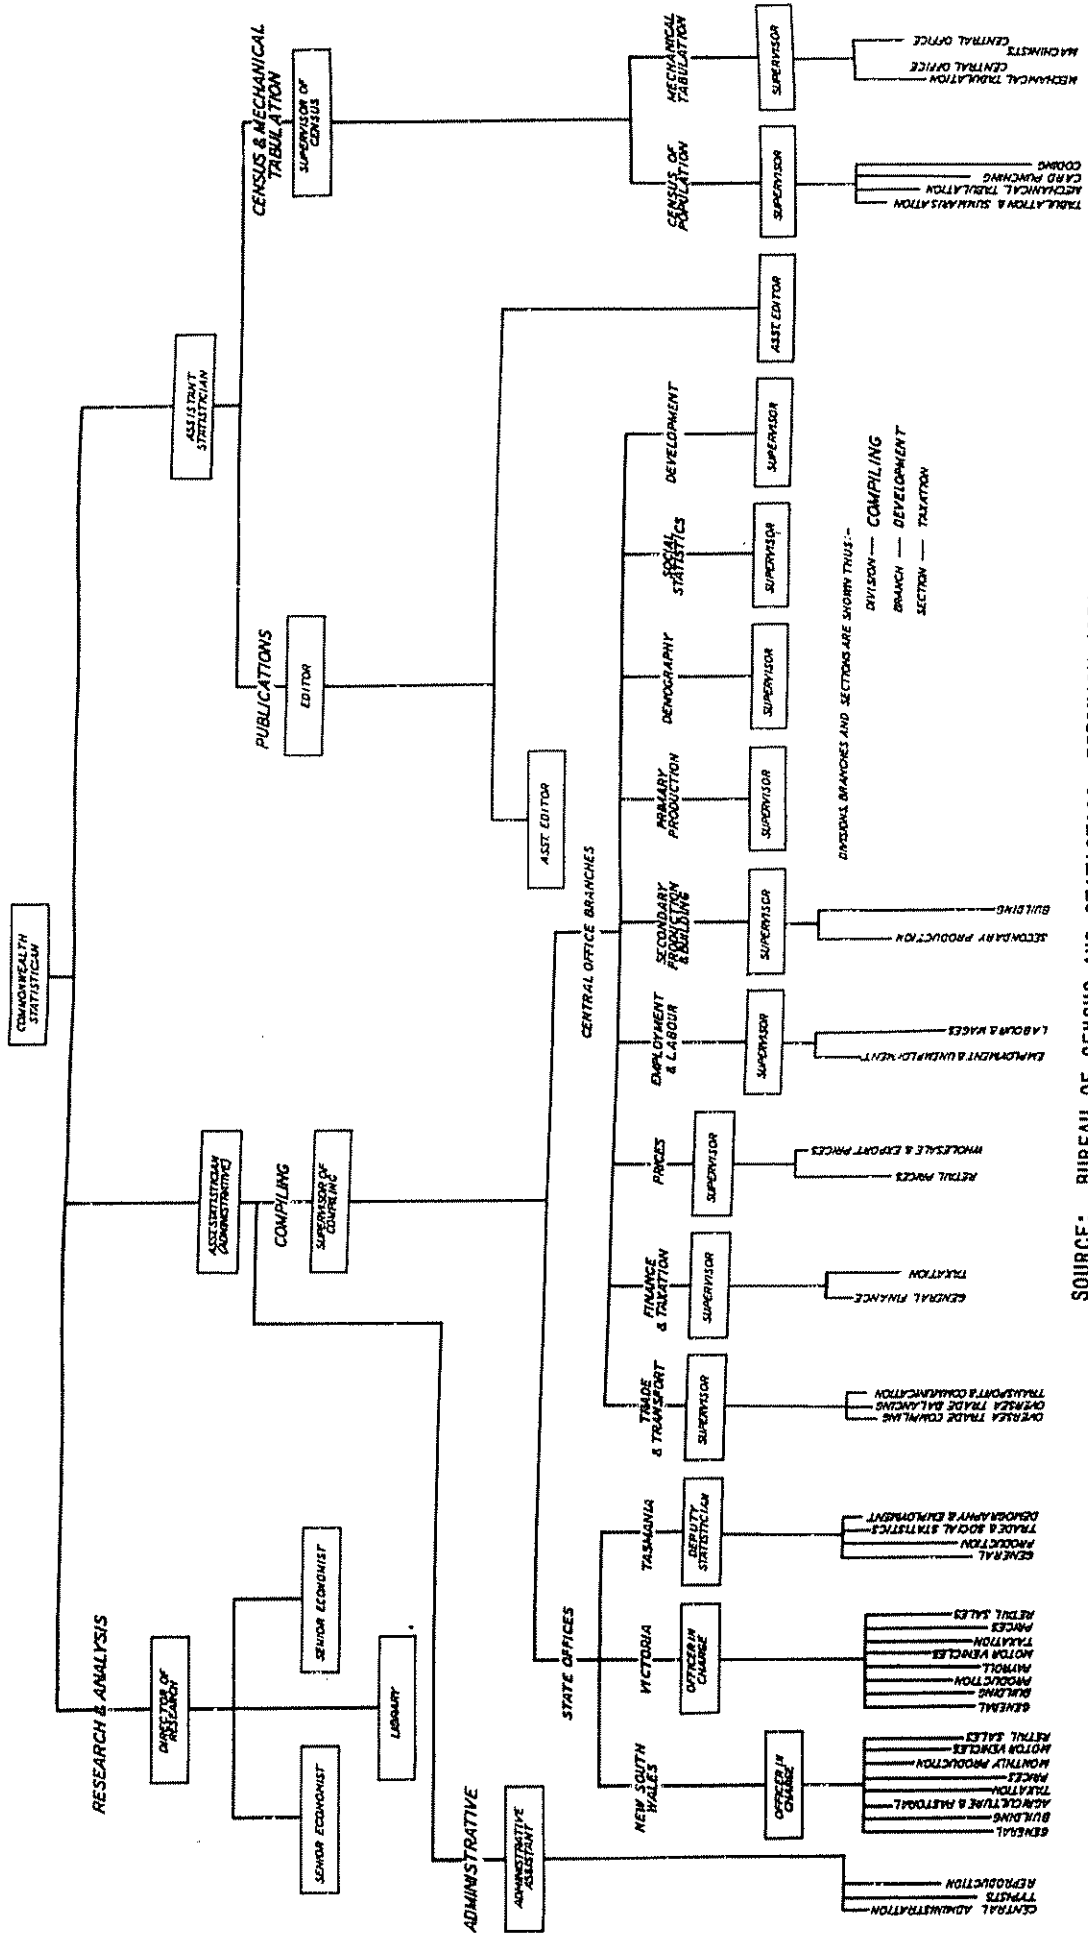 COMMONWEALTH
STATISTICIAN
RESEARCH & ANALYSIS
DIRECTOR OF
RESEARCH
SENIOR ECONOMIST
SENIOR ECONOMIST
LIBRARY
ASSISTANT
STATISTICIAN
COMPILING
SUPERVISOR OF
COMPILING
ADMINISTRATIVE
ADMINISTRATIVE
ASSISTANT
CENTRAL ADMINISTRATION
TYPISTS
REPRODUCTION
PUBLICATIONS
EDITOR
ASST. EDITOR
ASST. EDITOR
CENSUS & MECHANICAL
TABULATION
SUPERVISOR OF
CENSUS
STATE OFFICES
NEW SOUTH
WALES
OFFICER IN
CHARGE
GENERAL
BUILDING
AGRICULTURE & PASTORAL
TAXATION
PRICES
MONTHLY PRODUCTION
MOTOR VEHICLES
RETAIL SALES
VICTORIA
OFFICER IN
CHARGE
GENERAL
BUILDING
PRODUCTION
PAYROLL
MOTOR VEHICLES
TAXATION
PRICES
RETAIL SALES
TASMANIA
DEPUTY
STATISTICIAN
GENERAL
PRODUCTION
TRADE & SOCIAL STATISTICS
DEMOGRAPHY & EMPLOYMENT
CENTRAL OFFICE BRANCHES
TRADE
& TRANSPORT
SUPERVISOR
OVERSEA TRADE COMPILING
OVERSEA TRADE BALANCING
TRANSPORT & COMMUNICATION
FINANCE
& TAXATION
SUPERVISOR
GENERAL FINANCE
TAXATION
PRICES
SUPERVISOR
RETAIL PRICES
WHOLESALE & EXPORT PRICES
EMPLOYMENT
& LABOUR
SUPERVISOR
EMPLOYMENT & UNEMPLOYMENT
LABOUR & WAGES
SECONDARY
PRODUCTION
& BUILDING
SUPERVISOR
SECONDARY PRODUCTION
BUILDING
PRIMARY
PRODUCTION
SUPERVISOR
DEMOGRAPHY
SUPERVISOR
SOCIAL
STATISTICS
SUPERVISOR
DEVELOPMENT
SUPERVISOR
CENSUS OF
POPULATION
SUPERVISOR
TABULATION & SUMMARISATION
MECHANICAL TABULATION
CARD PUNCHING
CODING
MECHANICAL
TABULATION
SUPERVISOR
MECHANICAL TABULATION
CENTRAL OFFICE
MACHINISTS
CENTRAL OFFICE
DIVISIONS, BRANCHES AND SECTIONS ARE SHOWN THUS:-
DIVISION — COMPILING
BRANCH — DEVELOPMENT
SECTION — TAXATION
SOURCE: BUREAU OF CENSUS AND STATISTICS